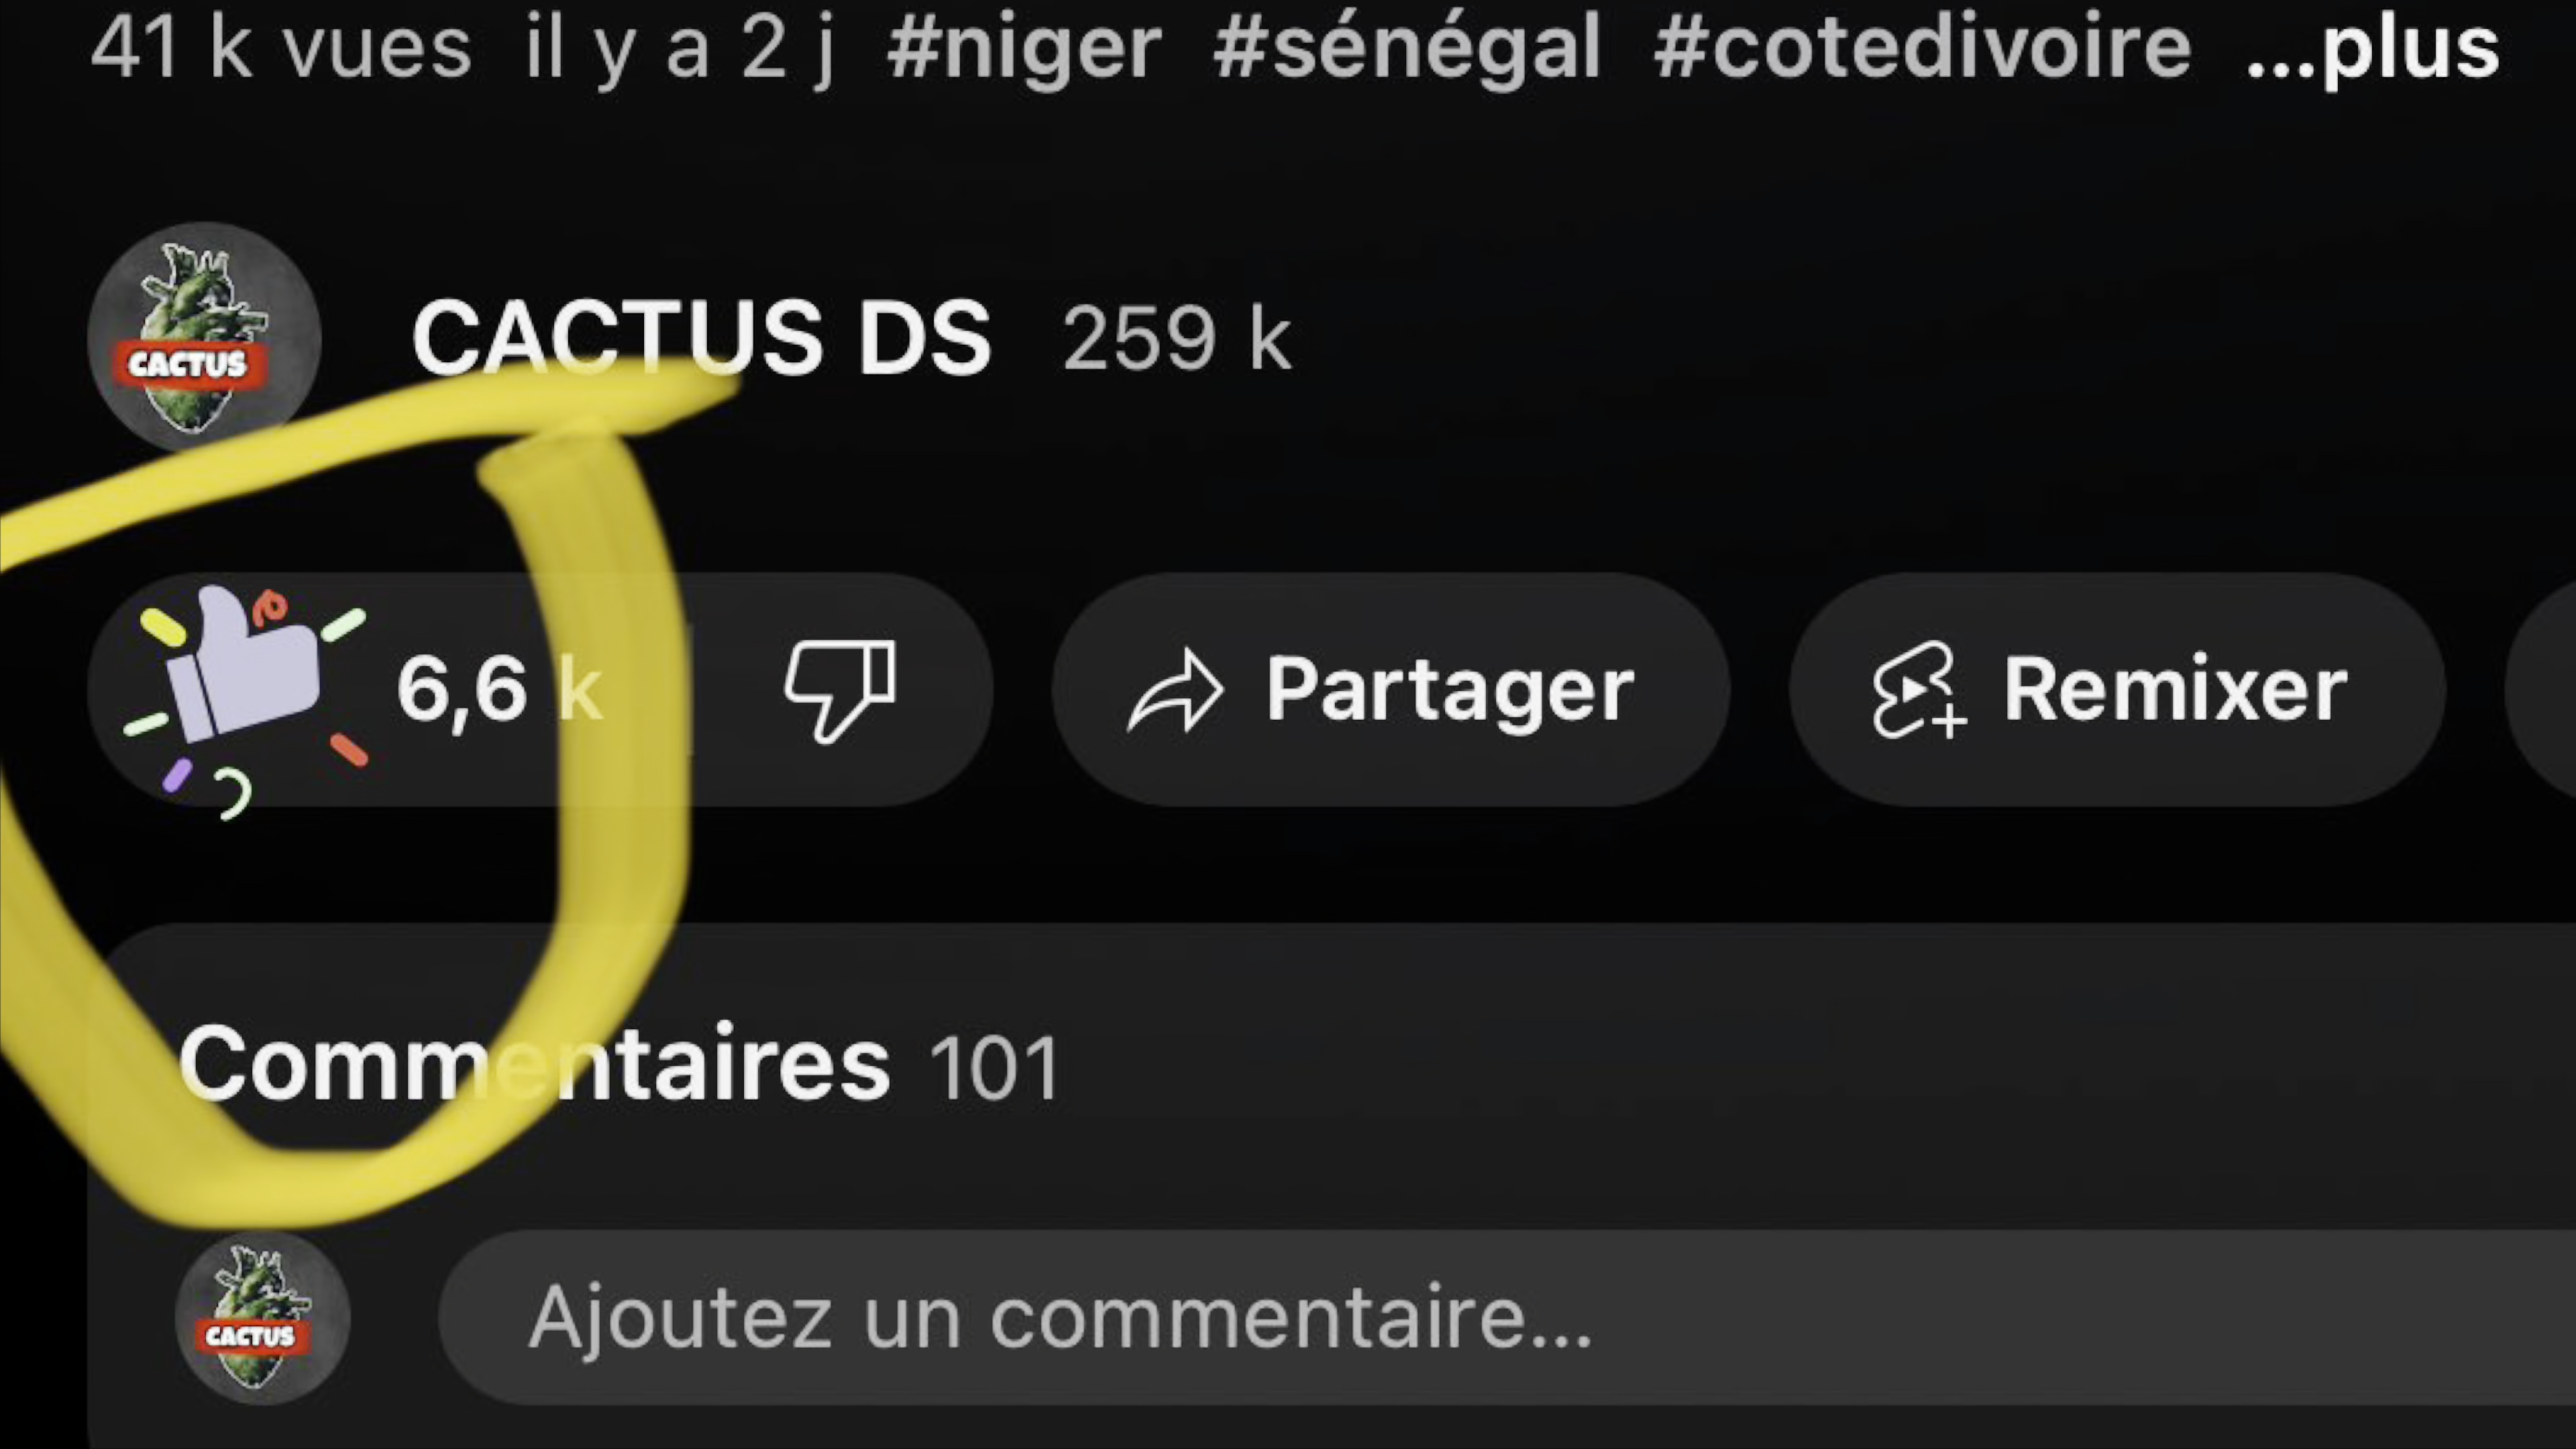 41 k vues il y a 2 j #niger #sénégal #cotedivoire ...plus
CACTUS
CACTUS DS 259 k
6,6 k Partager Remixer
Commentaires 101
CACTUS
Ajoutez un commentaire...